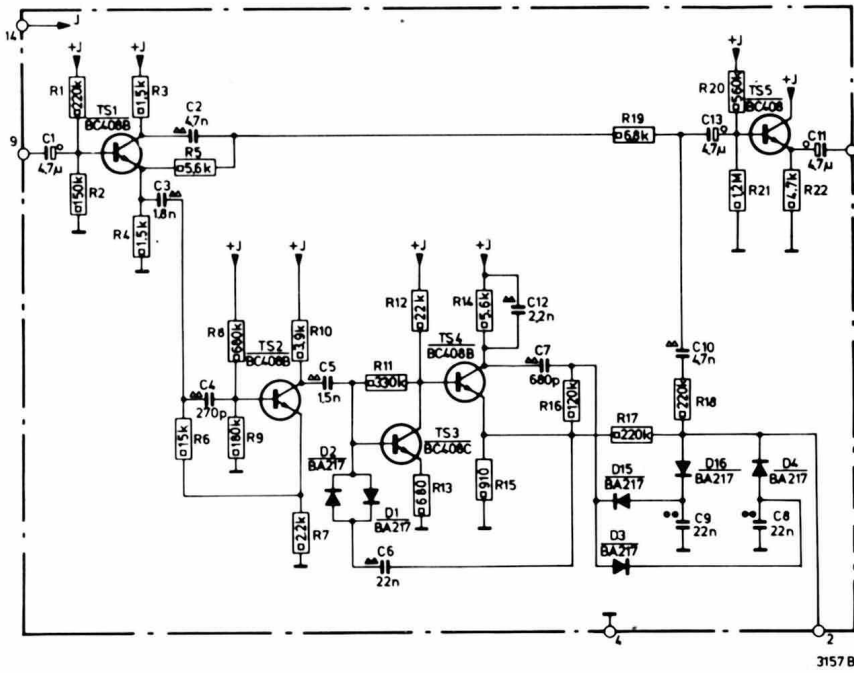 14
J
+J
+J
+J
R1
220k
R3
1,5k
R20
560k
+J
TS1
BC408B
C2
4,7n
TS5
BC408
R19
6,8k
C13
4,7µ
C11
4,7µ
9
C1
4,7µ
R5
5,6k
R2
150k
C3
1,8n
R21
1,2M
R22
4,7k
R4
1,5k
+J
+J
+J
+J
R8
680k
R10
3,9k
R12
22k
R14
5,6k
C12
2,2n
TS2
BC408B
TS4
BC408B
C10
4,7n
C5
1,5n
R11
330k
C7
680p
C4
270p
R16
120k
R18
220k
R6
15k
R9
180k
TS3
BC408C
R17
220k
D2
BA217
D15
BA217
D16
BA217
D4
BA217
R13
680
R15
910
D1
BA217
C9
22n
C8
22n
R7
2,2k
D3
BA217
C6
22n
4
2
3157 B